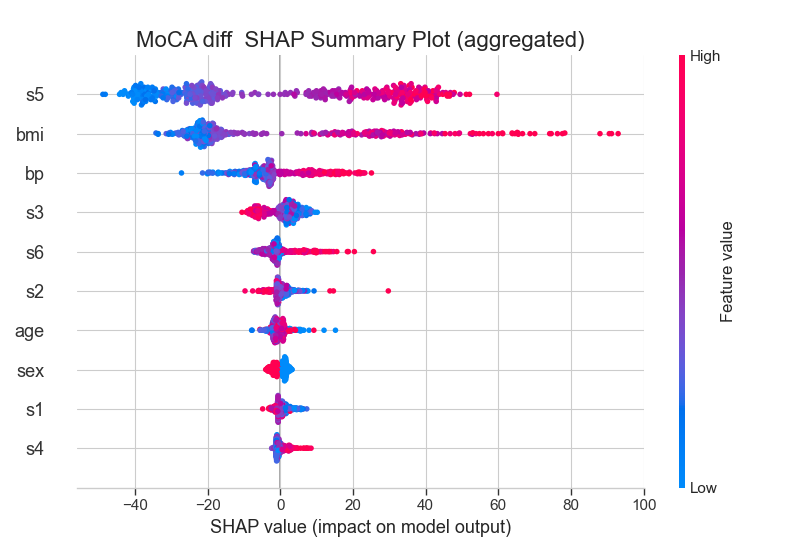 MoCA diff  SHAP Summary Plot (aggregated)
High
s5
bmi
bp
s3
s6
s2
age
sex
s1
s4
Feature value
Low
−40 −20 0 20 40 60 80 100
SHAP value (impact on model output)